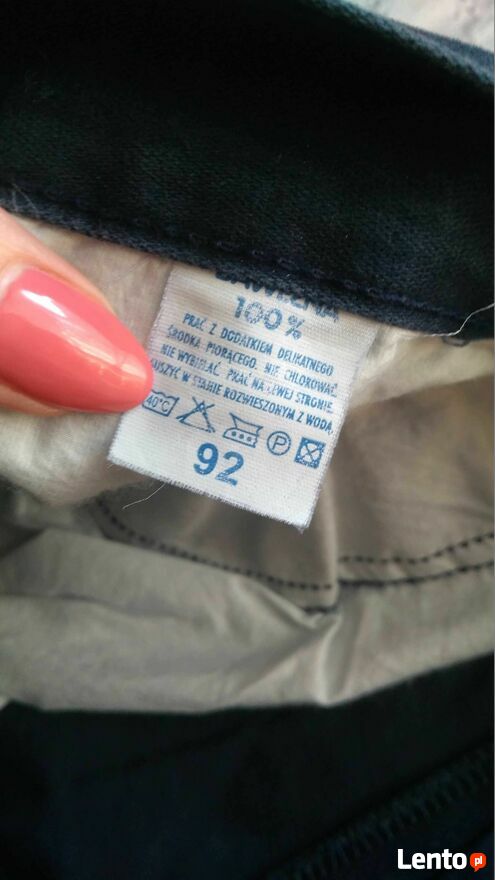 BAWEŁNA
100%
PRAĆ Z DODATKIEM DELIKATNEGO
ŚRODKA PIORĄCEGO. NIE CHLOROWAĆ.
NIE WYBIELAĆ. PRAĆ NA LEWEJ STRONIE.
SUSZYĆ W STANIE ROZWIESZONYM Z WODĄ.
40°C P
92
Lento.pl